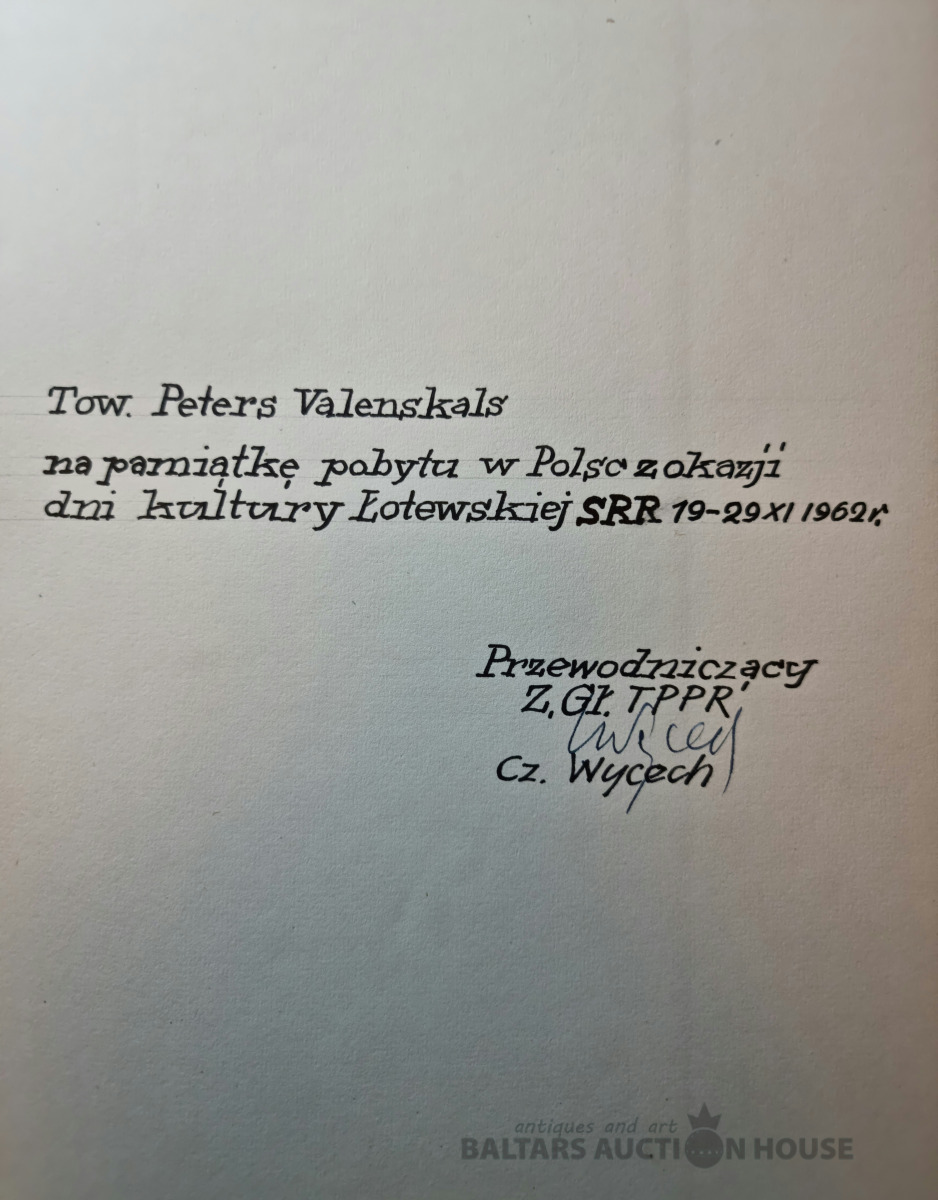 Tow. Peters Valenskals
na pamiątkę pobytu w Polsc z okazji
dni kultury Łotewskiej SRR 19-29 XI 1962 r.
Przewodniczący
Z. Gł. TPPR
Cz. Wycech
antiques and art
BALTARS AUCTION HOUSE